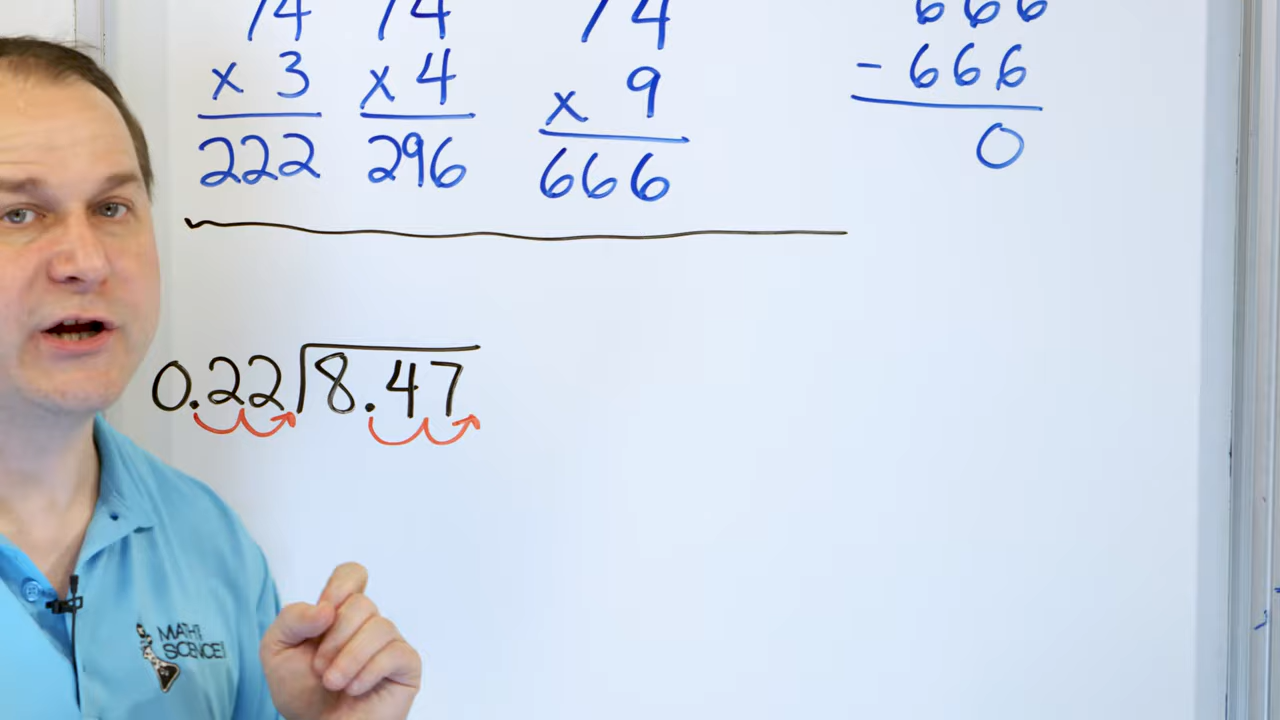 74 74 74 666
x 3 x 4 x 9 - 666
222 296 666 0
0.22)8.47
MATH
SCIENCE